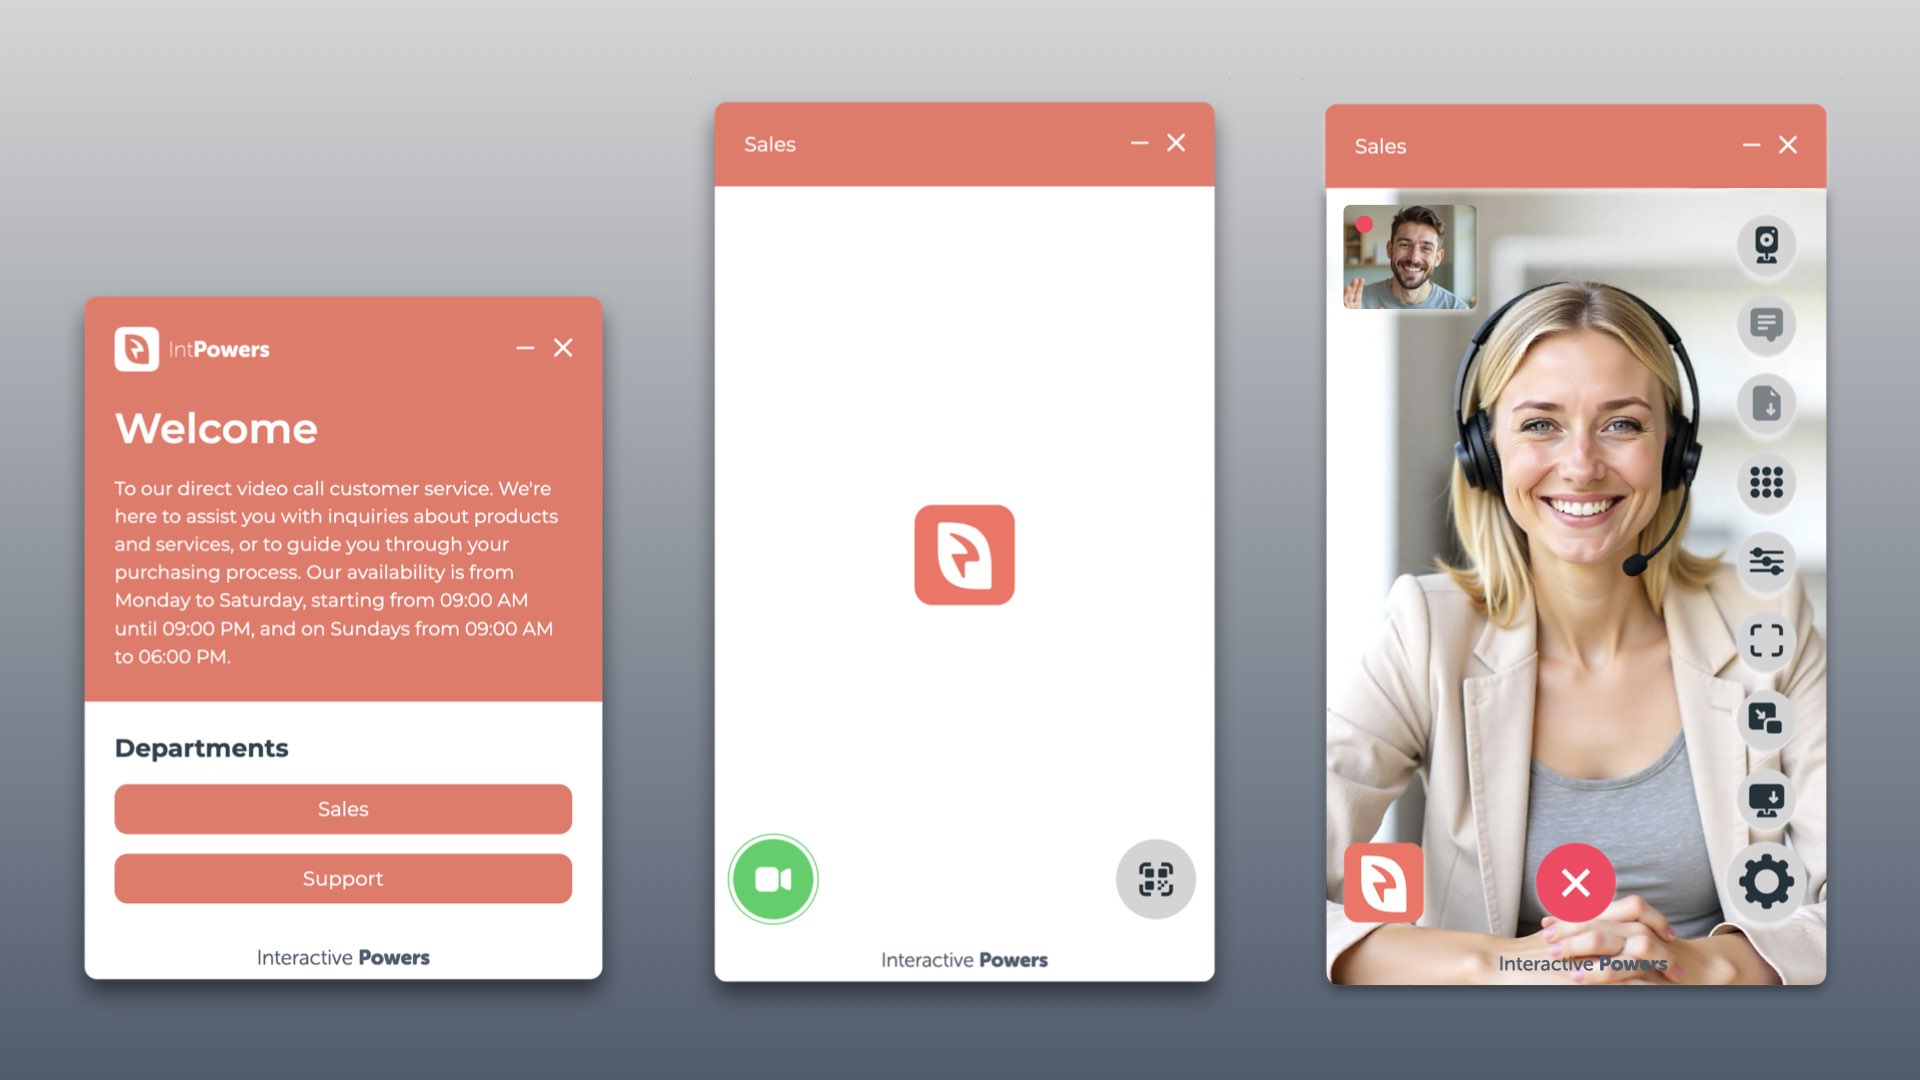 IntPowers
Welcome
To our direct video call customer service. We're
here to assist you with inquiries about products
and services, or to guide you through your
purchasing process. Our availability is from
Monday to Saturday, starting from 09:00 AM
until 09:00 PM, and on Sundays from 09:00 AM
to 06:00 PM.
Departments
Sales
Support
Interactive Powers
Sales
Interactive Powers
Sales
Interactive Powers